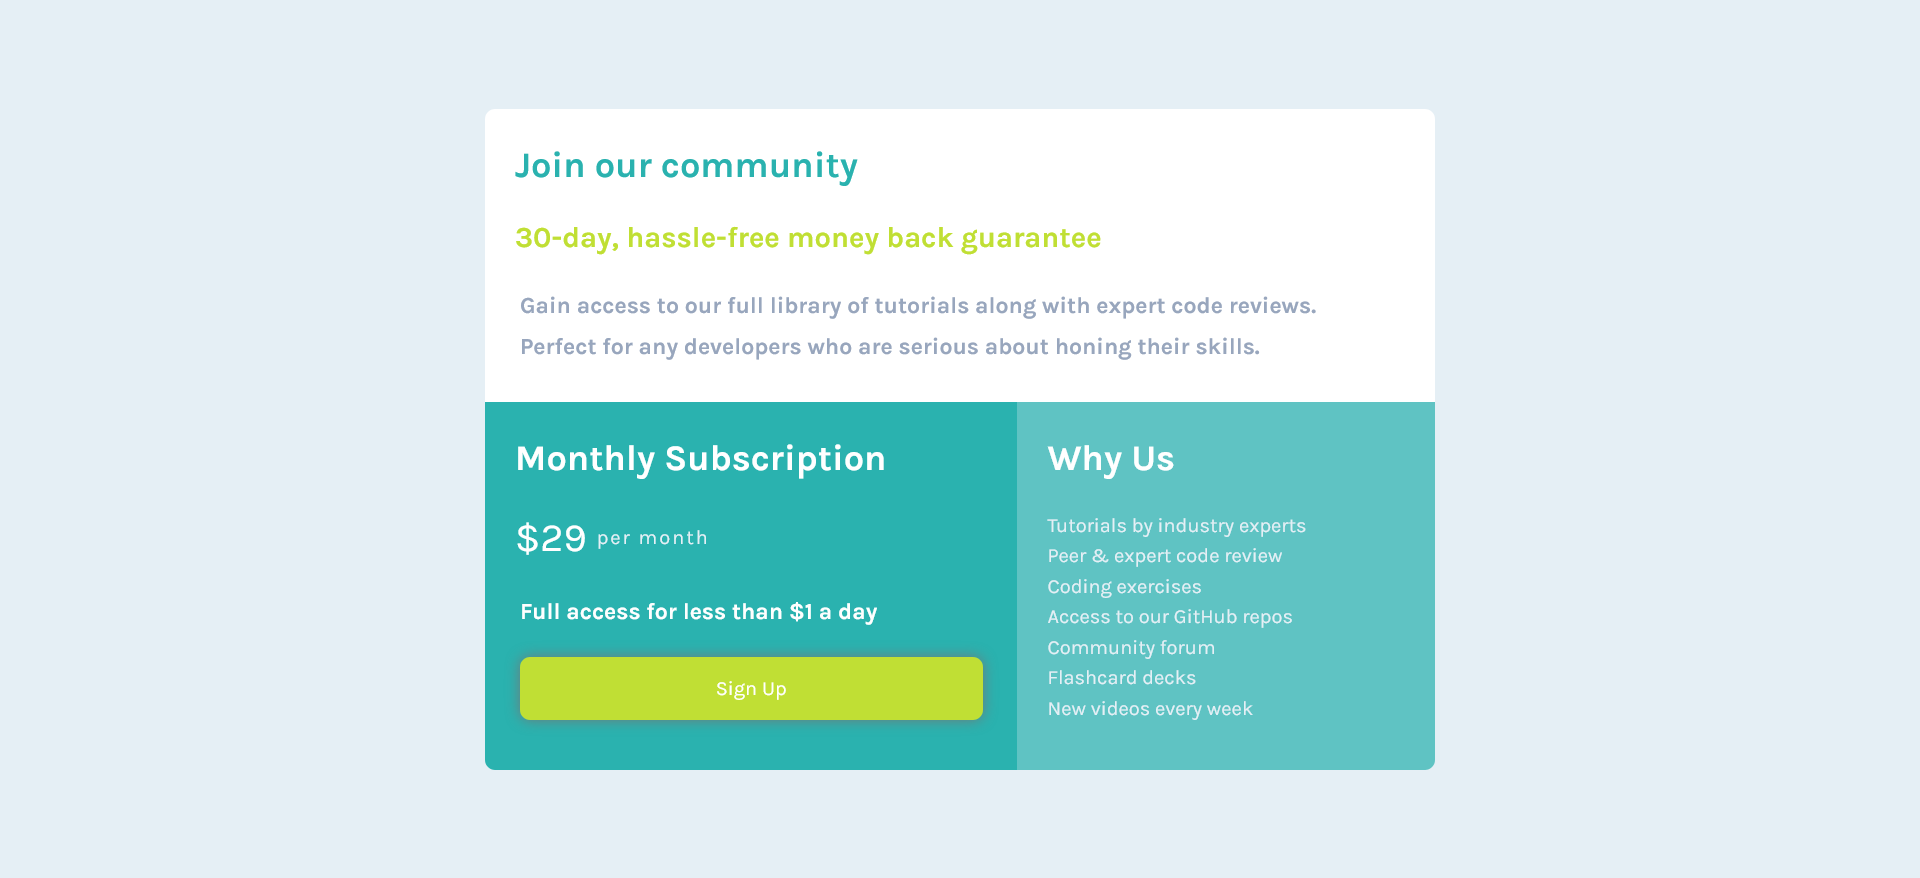 Join our community
30-day, hassle-free money back guarantee
Gain access to our full library of tutorials along with expert code reviews.
Perfect for any developers who are serious about honing their skills.
Monthly Subscription
$29 per month
Full access for less than $1 a day
Sign Up
Why Us
Tutorials by industry experts
Peer & expert code review
Coding exercises
Access to our GitHub repos
Community forum
Flashcard decks
New videos every week